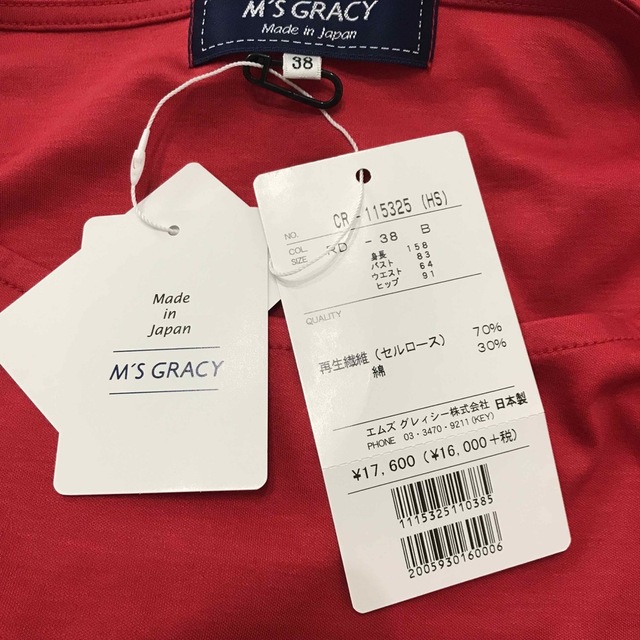 M'S GRACY
Made in Japan
38
Made
in
Japan
M'S GRACY
NO. CR-115325 (HS)
COL. SIZE RD - 38 B
身長 158
バスト 83
ウエスト 64
ヒップ 91
QUALITY
再生繊維(セルロース) 70%
綿 30%
エムズ グレイシー株式会社 日本製
PHONE 03-3470-9211(KEY)
¥17,600 (¥16,000+税)
1115325110385
2005930160006